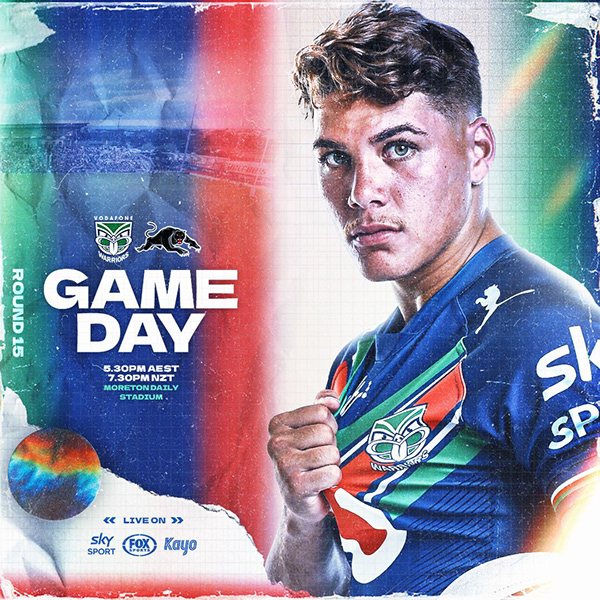 VODAFONE
WARRIORS
GAME
DAY
ROUND 15
5.30PM AEST
7.30PM NZT
MORETON DAILY
STADIUM
LIVE ON
sky
SPORT
FOX
SPORTS
Kayo
WARRIORS
sk
SP